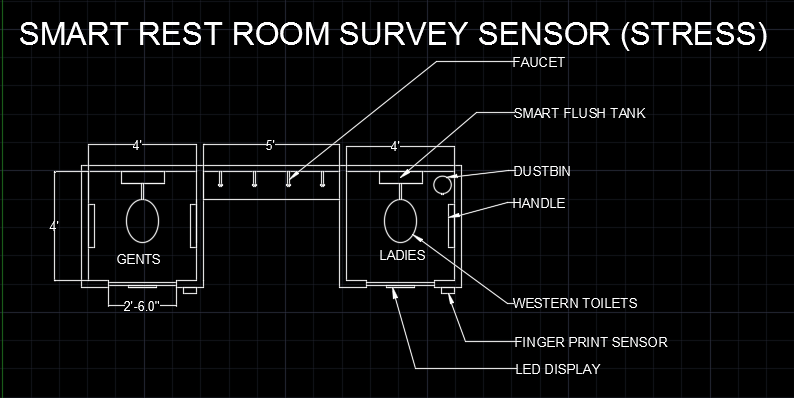 SMART REST ROOM SURVEY SENSOR (STRESS)
FAUCET
SMART FLUSH TANK
4'
5'
4'
DUSTBIN
HANDLE
4'
GENTS
LADIES
2'-6.0"
WESTERN TOILETS
FINGER PRINT SENSOR
LED DISPLAY